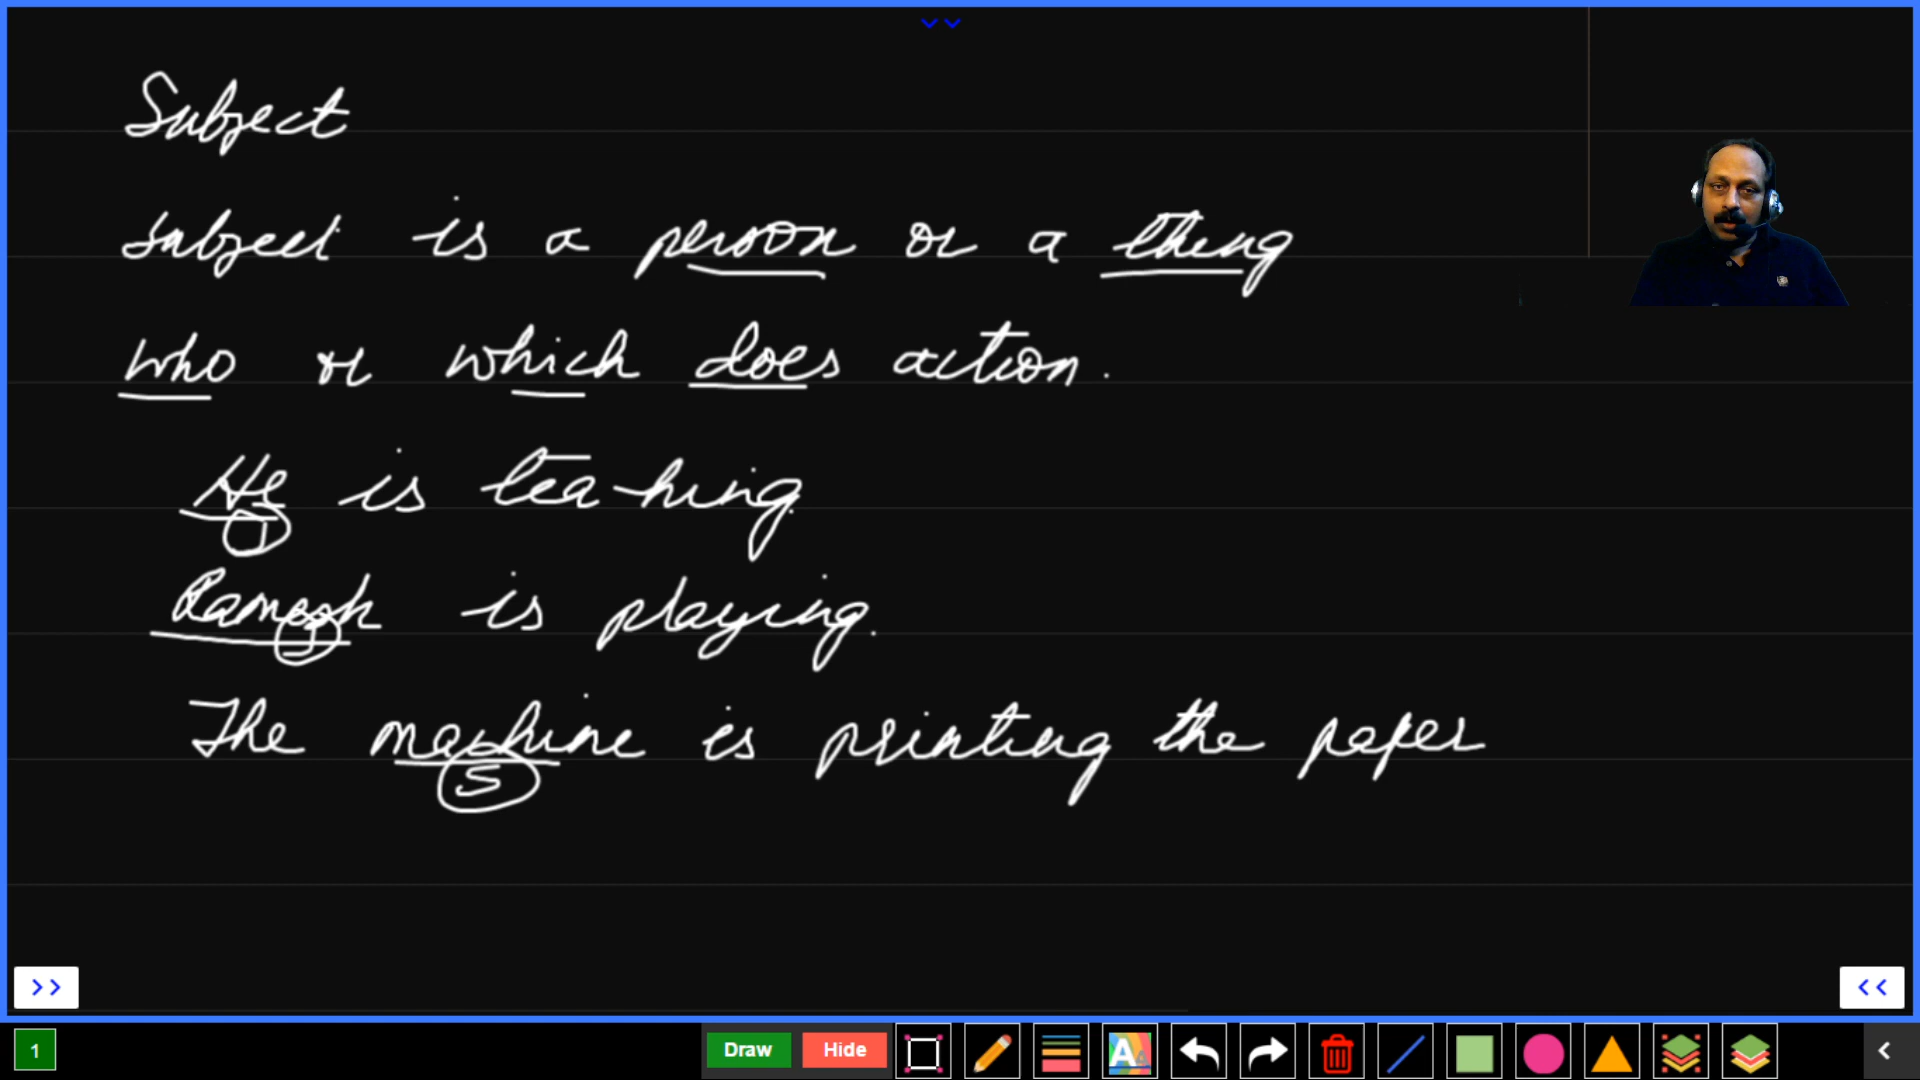 Subject
Subject is a person or a thing
who or which does action.
He is teaching.
Ramesh is playing.
The machine is printing the paper
5
>>
<<
1
Draw Hide